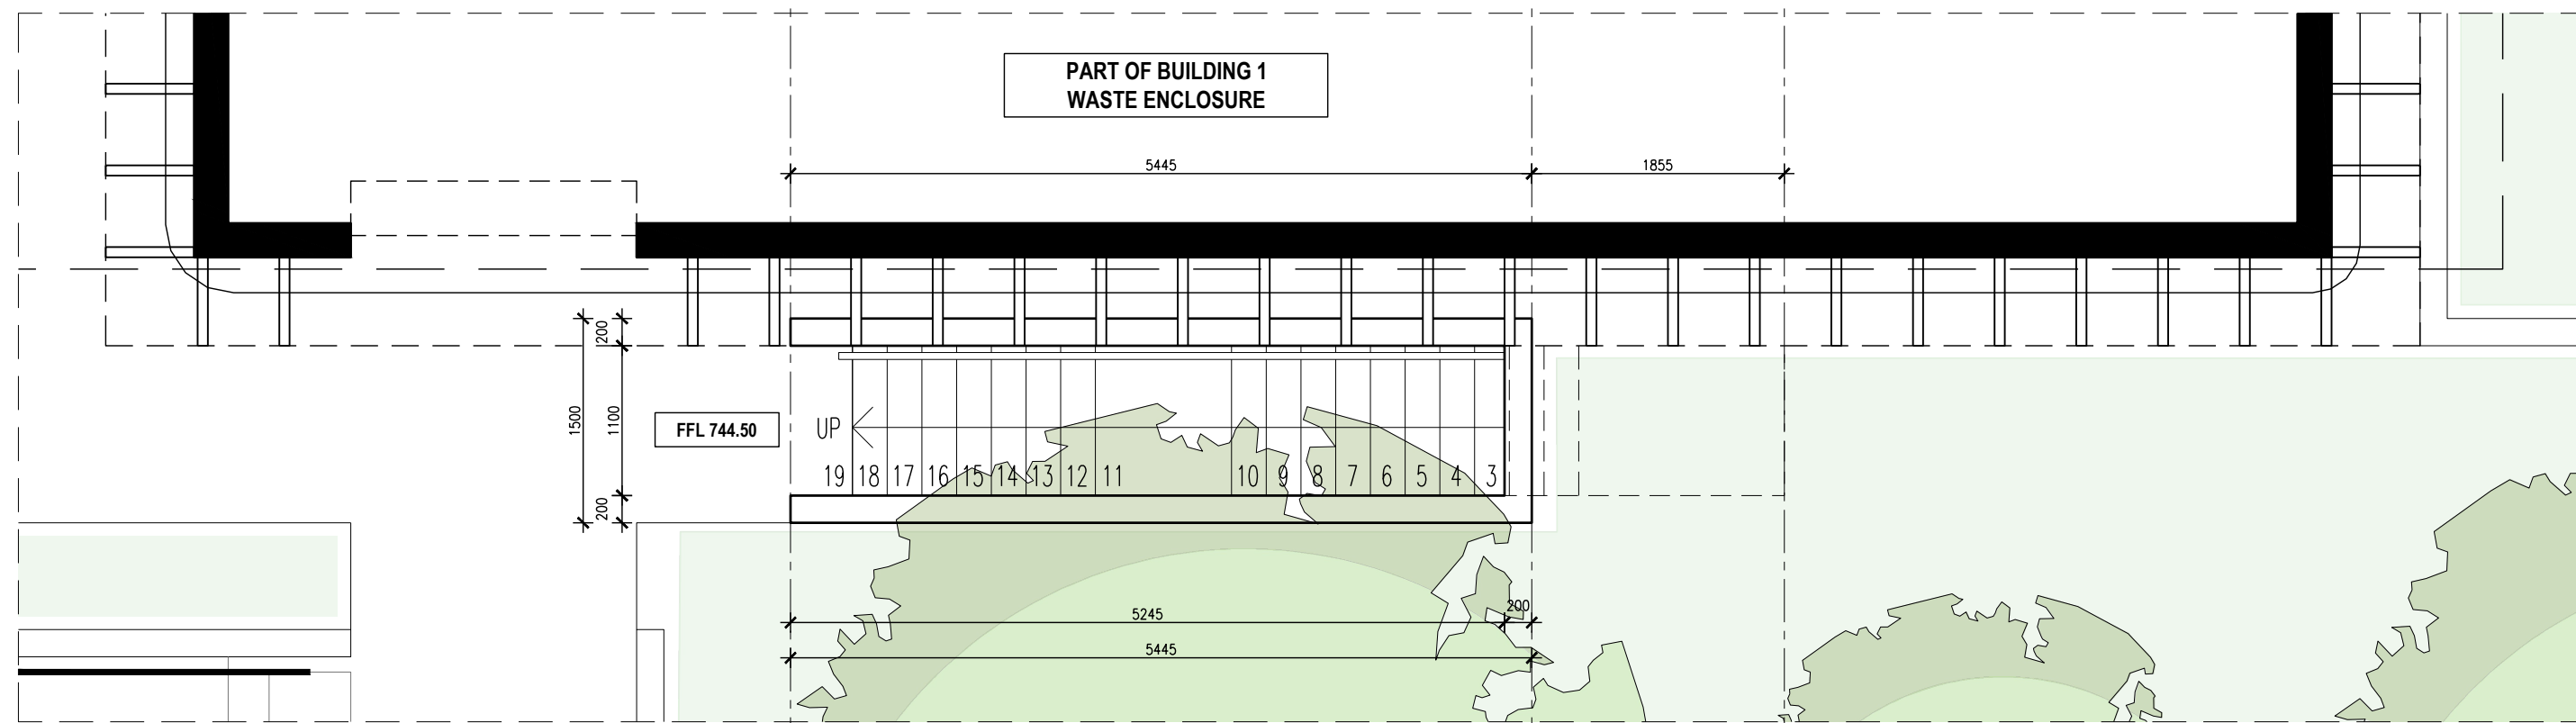 PART OF BUILDING 1
WASTE ENCLOSURE
5445
1855
200
1500
1100
FFL 744.50
UP
19 18 17 16 15 14 13 12 11 10 9 8 7 6 5 4 3
200
200
5245
5445